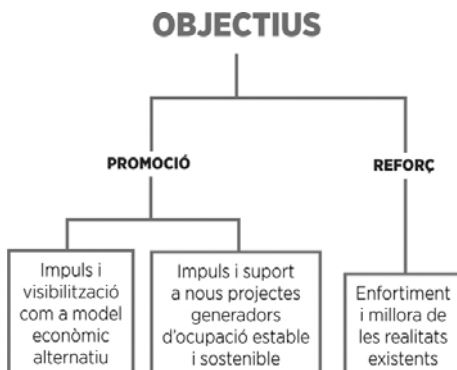 OBJECTIUS
PROMOCIÓ
REFORÇ
Impuls i
visibilització
com a model
econòmic
alternatiu
Impuls i suport
a nous projectes
generadors
d'ocupació estable
i sostenible
Enfortiment
i millora de
les realitats
existents